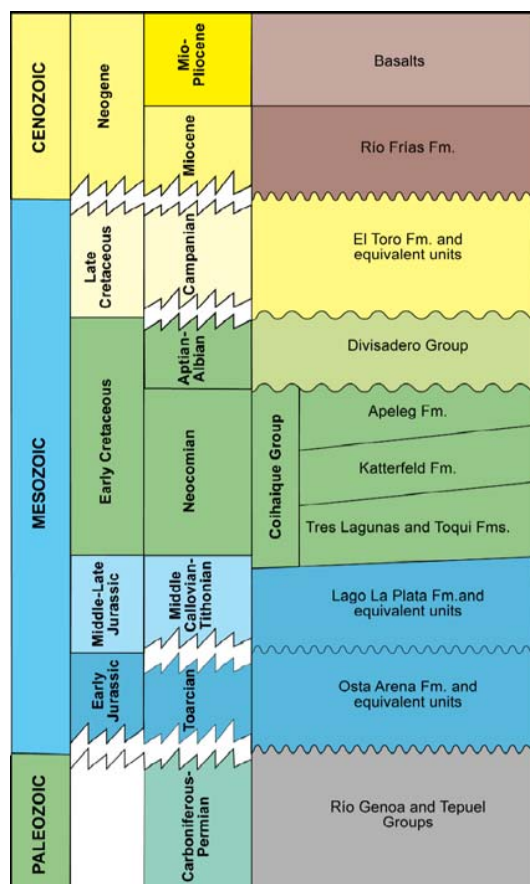 CENOZOIC
Neogene
Mio-
Pliocene
Basalts
Miocene
Rio Frias Fm.
MESOZOIC
Late
Cretaceous
Campanian
El Toro Fm. and
equivalent units
Early Cretaceous
Aptian-
Albian
Divisadero Group
Neocomian
Coihaique Group
Apeleg Fm.
Katterfeld Fm.
Tres Lagunas and Toqui Fms.
Middle-Late
Jurassic
Middle
Callovian-
Tithonian
Lago La Plata Fm.and
equivalent units
Early
Jurassic
Toarcian
Osta Arena Fm. and
equivalent units
PALEOZOIC
Carboniferous-
Permian
Río Genoa and Tepuel
Groups